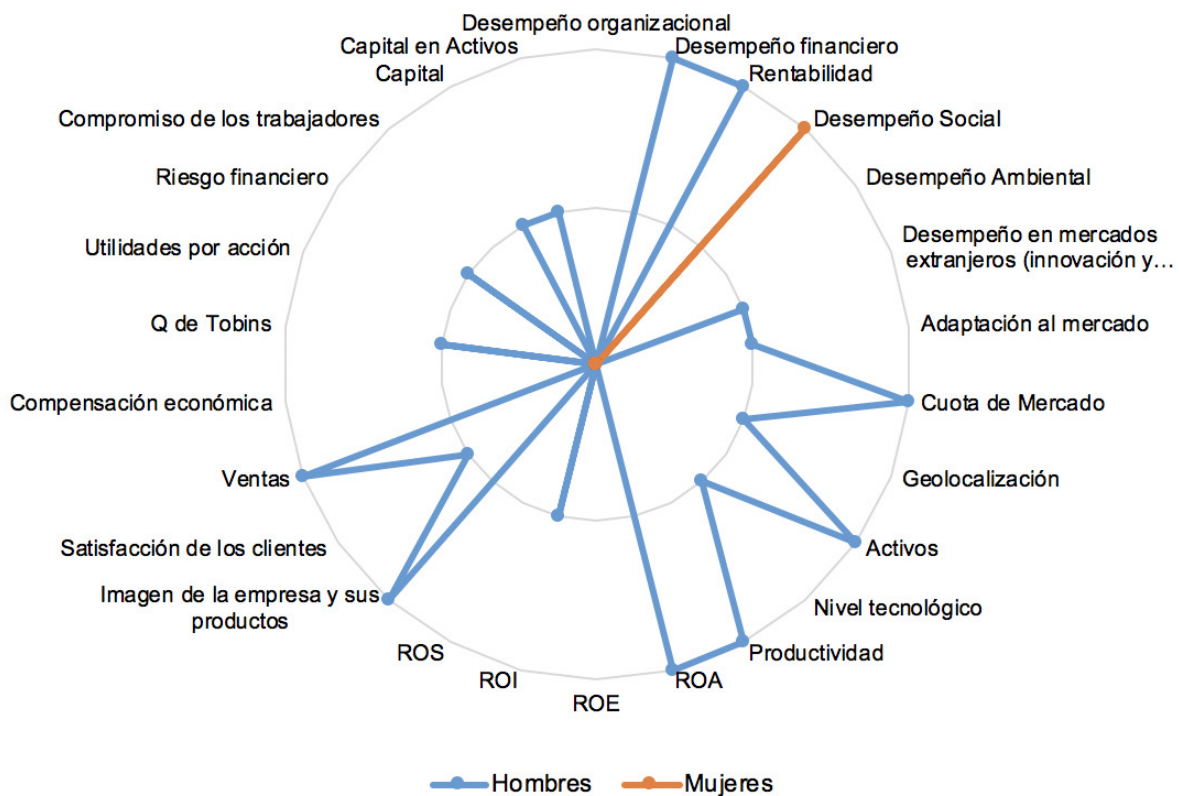 Desempeño organizacional
Desempeño financiero
Rentabilidad
Desempeño Social
Desempeño Ambiental
Desempeño en mercados
extranjeros (innovación y…
Adaptación al mercado
Cuota de Mercado
Geolocalización
Activos
Nivel tecnológico
Productividad
ROA
ROE
ROI
ROS
Imagen de la empresa y sus
productos
Satisfacción de los clientes
Ventas
Compensación económica
Q de Tobins
Utilidades por acción
Riesgo financiero
Compromiso de los trabajadores
Capital
Capital en Activos
Hombres
Mujeres